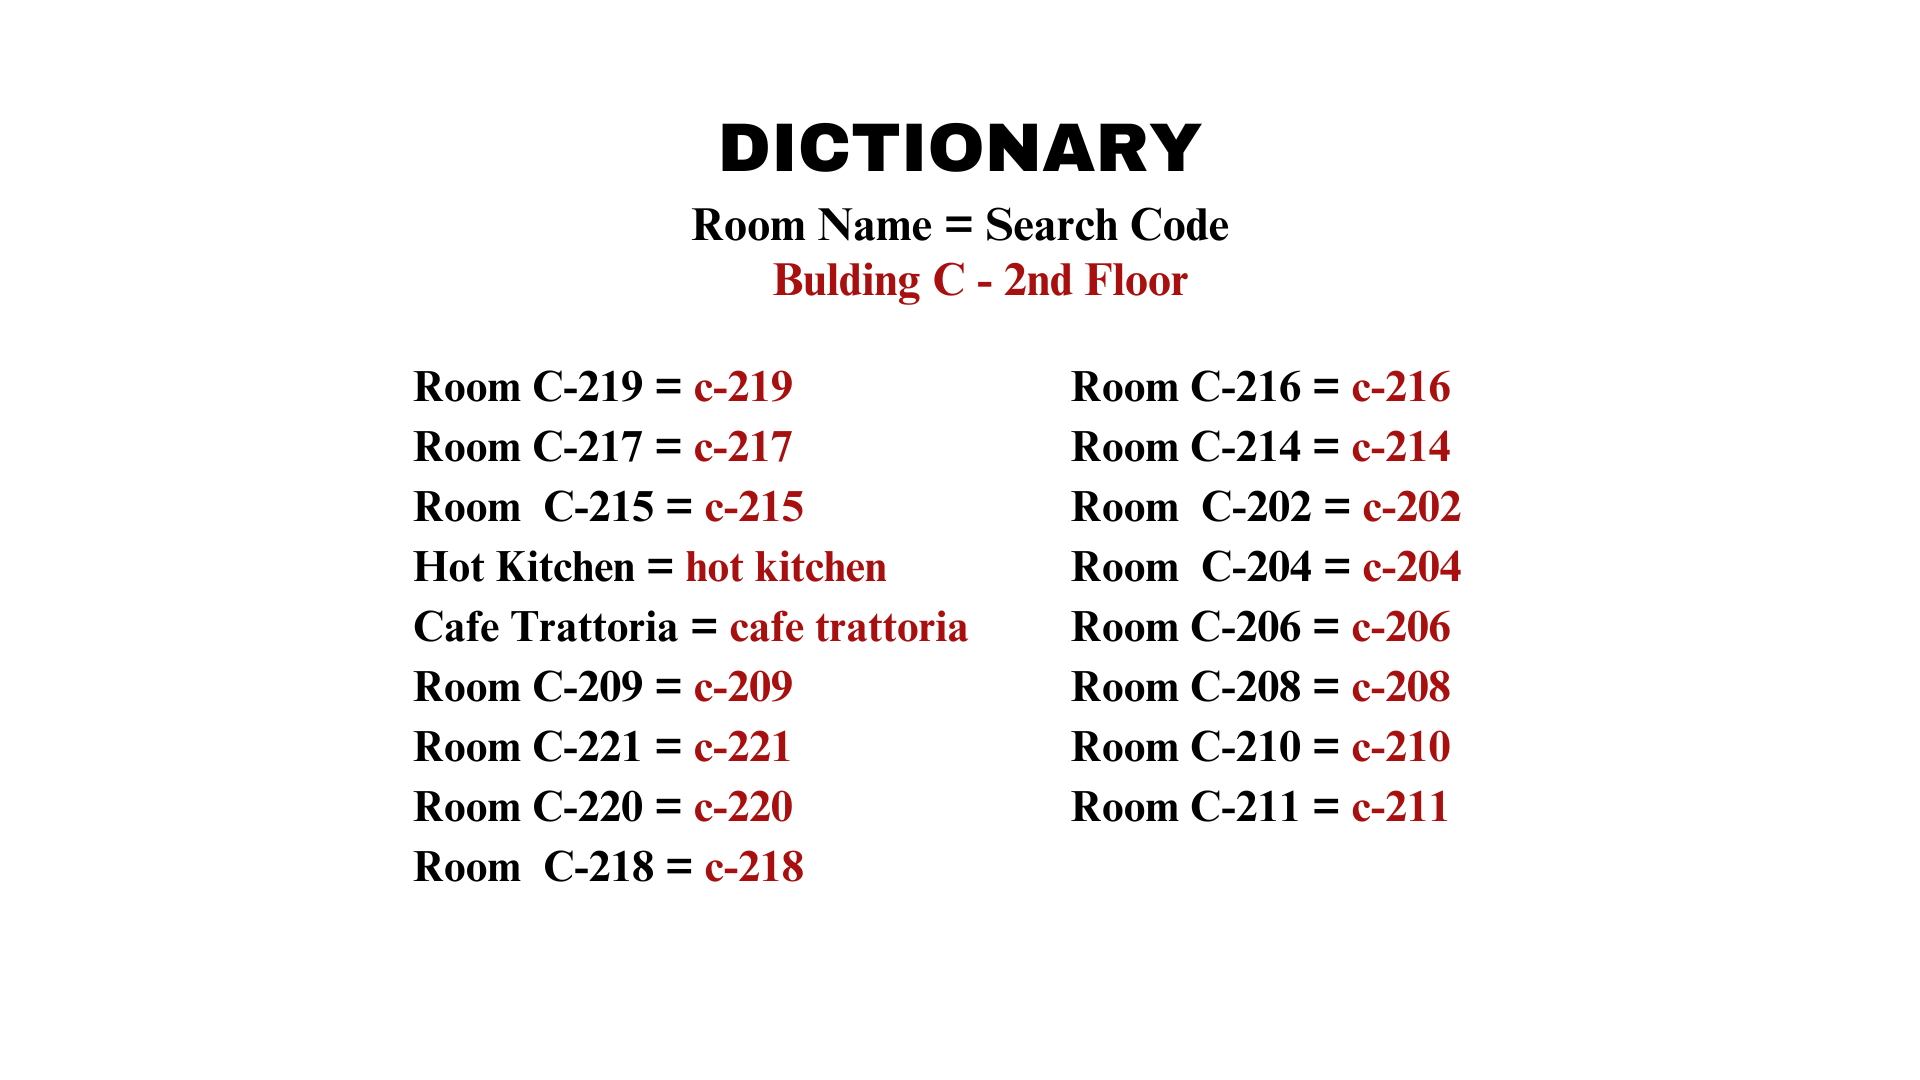 DICTIONARY
Room Name = Search Code
Bulding C - 2nd Floor
Room C-219 = c-219
Room C-217 = c-217
Room  C-215 = c-215
Hot Kitchen = hot kitchen
Cafe Trattoria = cafe trattoria
Room C-209 = c-209
Room C-221 = c-221
Room C-220 = c-220
Room  C-218 = c-218
Room C-216 = c-216
Room C-214 = c-214
Room  C-202 = c-202
Room  C-204 = c-204
Room C-206 = c-206
Room C-208 = c-208
Room C-210 = c-210
Room C-211 = c-211